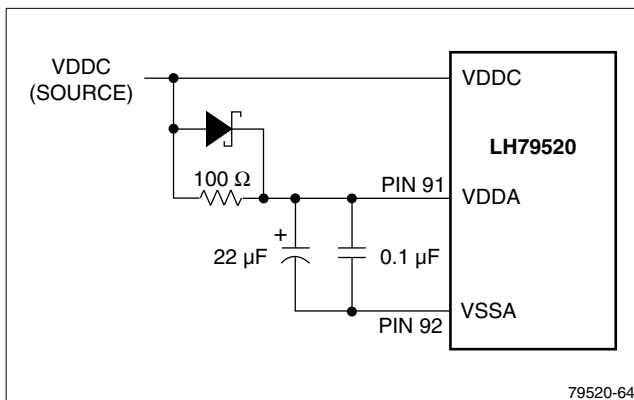 VDDC
(SOURCE)
VDDC
LH79520
100 Ω
PIN 91
VDDA
+
22 µF
0.1 µF
VSSA
PIN 92
79520-64